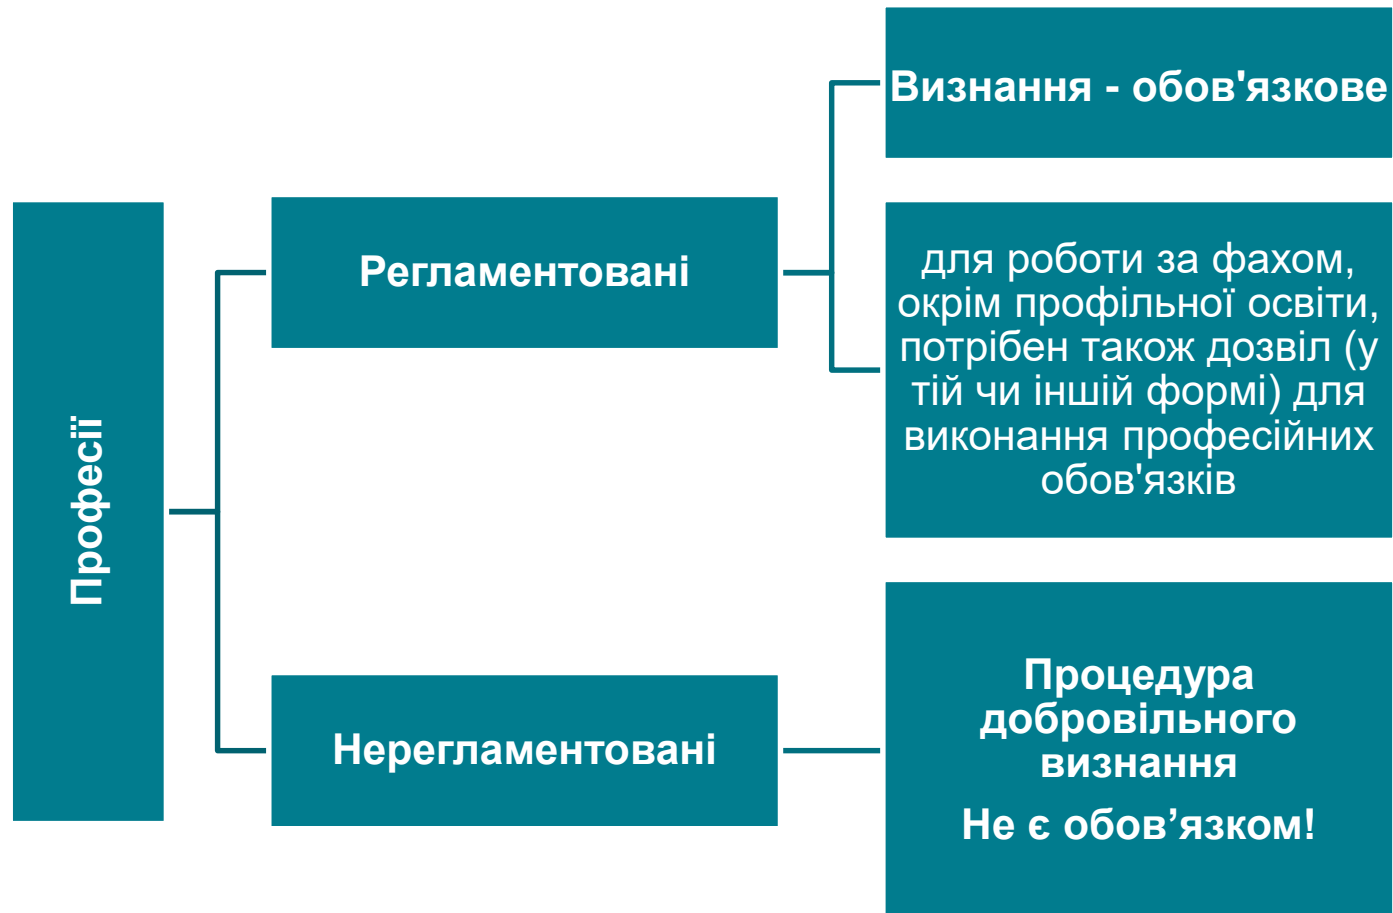 Професії
Регламентовані
Визнання - обов'язкове
для роботи за фахом,
окрім профільної освіти,
потрібен також дозвіл (у
тій чи іншій формі) для
виконання професійних
обов'язків
Нерегламентовані
Процедура
добровільного
визнання
Не є обов’язком!